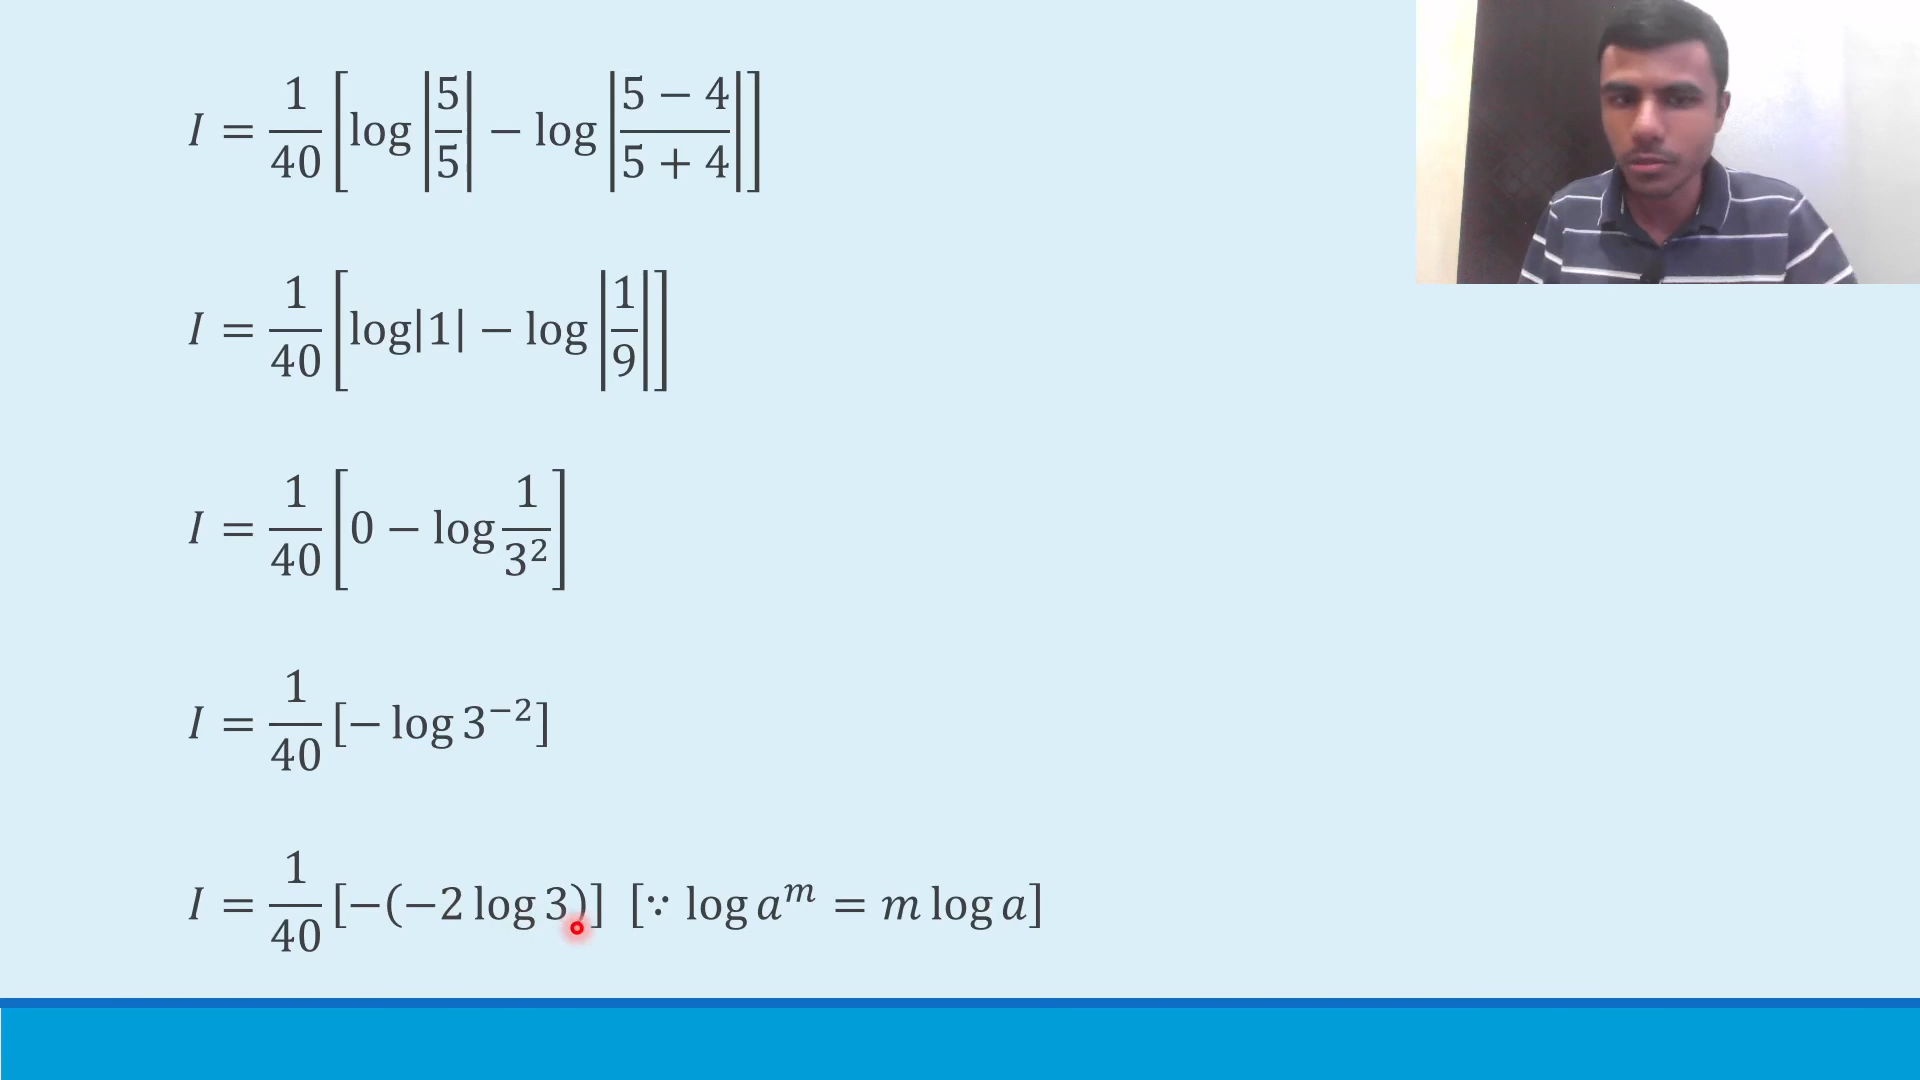 I = 1/40 [log |5/5| − log |(5 − 4)/(5 + 4)|]
I = 1/40 [log|1| − log |1/9|]
I = 1/40 [0 − log 1/3²]
I = 1/40 [− log 3⁻²]
I = 1/40 [−(−2 log 3)] [∵ log aᵐ = m log a]